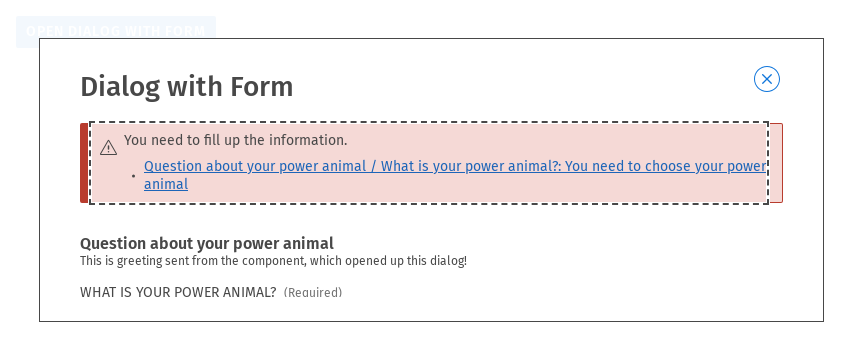 OPEN DIALOG WITH FORM
Dialog with Form
You need to fill up the information.
• Question about your power animal / What is your power animal?: You need to choose your power
animal
Question about your power animal
This is greeting sent from the component, which opened up this dialog!
WHAT IS YOUR POWER ANIMAL? (Required)